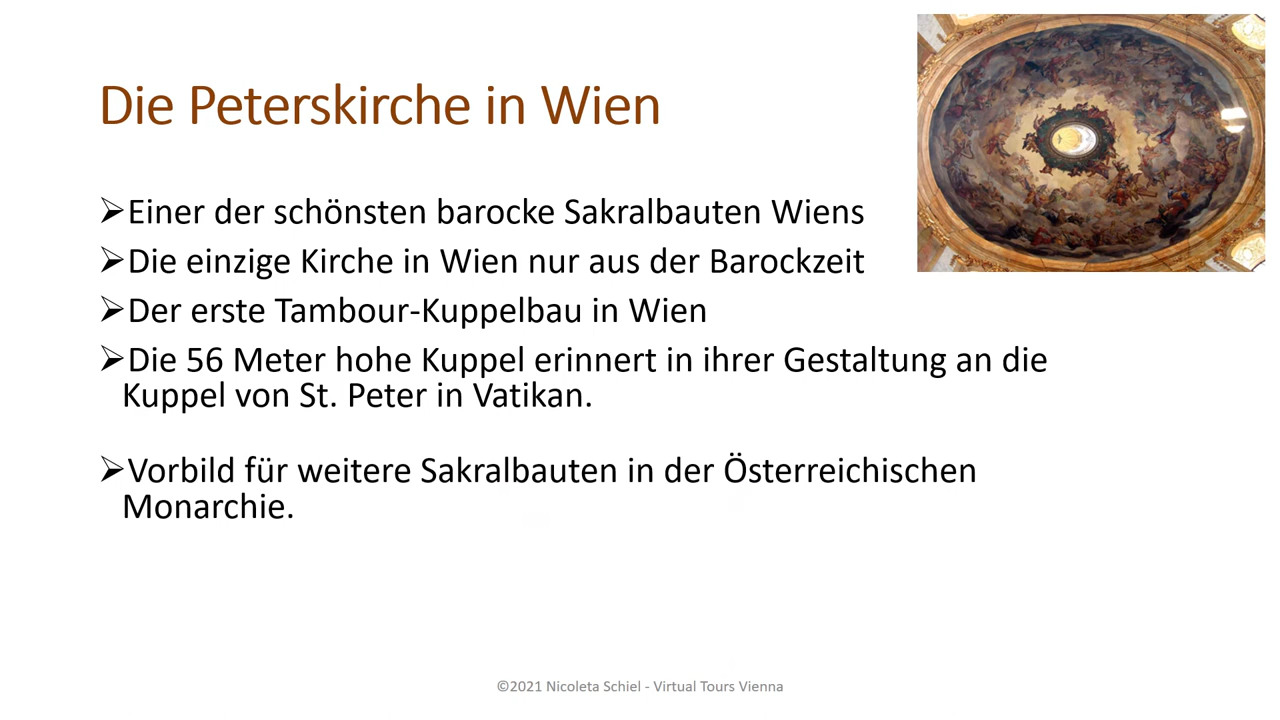 Die Peterskirche in Wien
➢Einer der schönsten barocke Sakralbauten Wiens
➢Die einzige Kirche in Wien nur aus der Barockzeit
➢Der erste Tambour-Kuppelbau in Wien
➢Die 56 Meter hohe Kuppel erinnert in ihrer Gestaltung an die
Kuppel von St. Peter in Vatikan.
➢Vorbild für weitere Sakralbauten in der Österreichischen
Monarchie.
©2021 Nicoleta Schiel - Virtual Tours Vienna